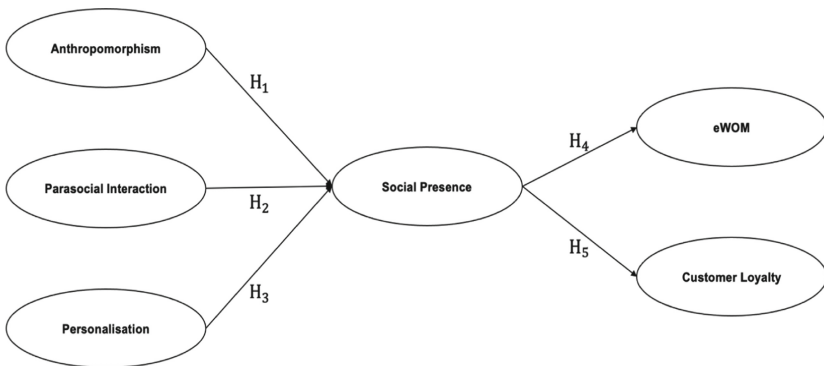 Anthropomorphism
H1
Parasocial Interaction
H2
Personalisation
H3
Social Presence
H4
eWOM
H5
Customer Loyalty